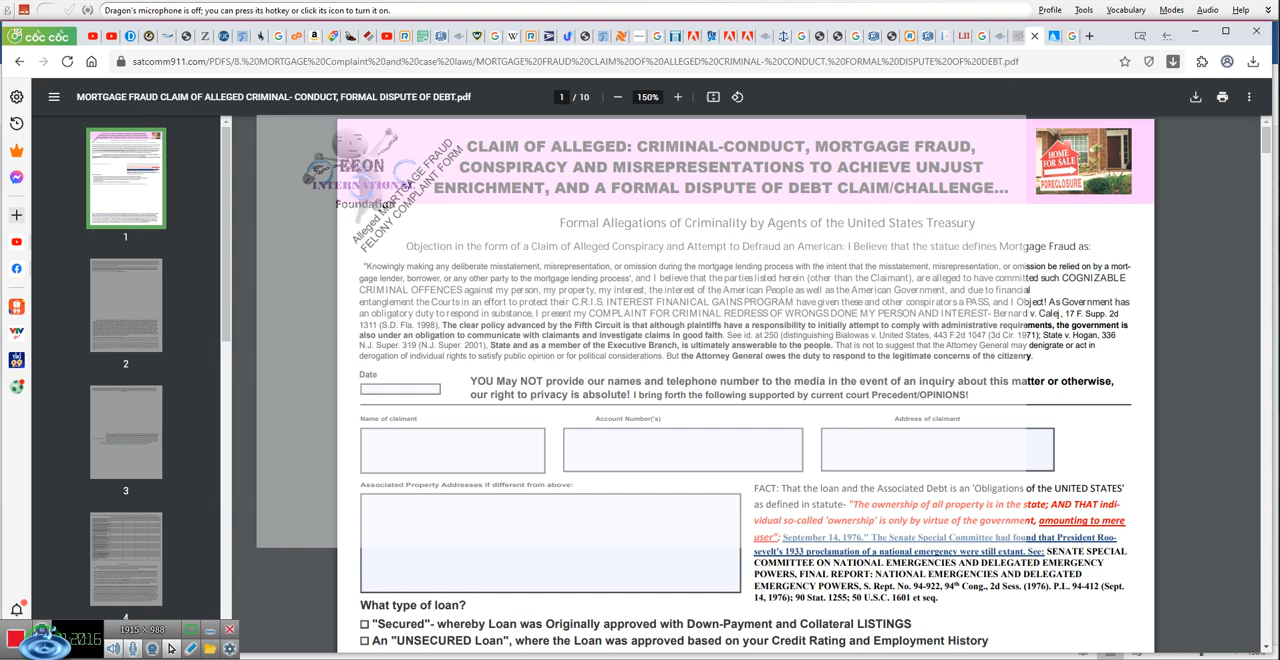 Dragon's microphone is off; you can press its hotkey or click its icon to turn it on.
Profile Tools Vocabulary Modes Audio Help
cốc cốc
satcomm911.com/PDFS/8.%20MORTGAGE%20Complaint%20and%20case%20laws/MORTGAGE%20FRAUD%20CLAIM%20OF%20ALLEGED%20CRIMINAL-%20CONDUCT,%20FORMAL%20DISPUTE%20OF%20DEBT.pdf
MORTGAGE FRAUD CLAIM OF ALLEGED CRIMINAL- CONDUCT, FORMAL DISPUTE OF DEBT.pdf
1 / 10
150%
1
2
3
4
EEON
INTERNATIONAL
Foundation
Alleged MORTGAGE FRAUD
FELONY COMPLAINT FORM
CLAIM OF ALLEGED: CRIMINAL-CONDUCT, MORTGAGE FRAUD,
CONSPIRACY AND MISREPRESENTATIONS TO ACHIEVE UNJUST
ENRICHMENT, AND A FORMAL DISPUTE OF DEBT CLAIM/CHALLENGE...
HOME
FOR SALE
FORECLOSURE
Formal Allegations of Criminality by Agents of the United States Treasury
Objection in the form of a Claim of Alleged Conspiracy and Attempt to Defraud an American: I Believe that the statue defines Mortgage Fraud as:
"Knowingly making any deliberate misstatement, misrepresentation, or omission during the mortgage lending process with the intent that the misstatement, misrepresentation, or omission be relied on by a mort-
gage lender, borrower, or any other party to the mortgage lending process", and I believe that the parties listed herein (other than the Claimant), are alleged to have committed such COGNIZABLE
CRIMINAL OFFENCES against my person, my property, my interest, the interest of the American People as well as the American Government, and due to financial
entanglement the Courts in an effort to protect their C.R.I.S. INTEREST FINANICAL GAINS PROGRAM have given these and other conspirators a PASS, and I Object! As Government has
an obligatory duty to respond in substance, I present my COMPLAINT FOR CRIMINAL REDRESS OF WRONGS DONE MY PERSON AND INTEREST- Bernard v. Calej, 17 F. Supp. 2d
1311 (S.D. Fla. 1998), The clear policy advanced by the Fifth Circuit is that although plaintiffs have a responsibility to initially attempt to comply with administrative requirements, the government is
also under an obligation to communicate with claimants and investigate claims in good faith. See id. at 250 (distinguishing Bialowas v. United States, 443 F.2d 1047 (3d Cir. 1971); State v. Hogan, 336
N.J. Super. 319 (N.J. Super. 2001), State as a member of the Executive Branch, is ultimately answerable to the people. That is not to suggest that the Attorney General may denigrate or act in
derogation of individual rights to satisfy public opinion or for political considerations. But the Attorney General owes the duty to respond to the legitimate concerns of the citizenry.
Date
YOU May NOT provide our names and telephone number to the media in the event of an inquiry about this matter or otherwise,
our right to privacy is absolute! I bring forth the following supported by current court Precedent/OPINIONS!
Name of claimant
Account Number('s)
Address of claimant
Associated Property Addresses if different from above:
FACT: That the loan and the Associated Debt is an 'Obligations of the UNITED STATES'
as defined in statute- "The ownership of all property is in the state; AND THAT indi-
vidual so-called 'ownership' is only by virtue of the government, amounting to mere
user"; September 14, 1976," The Senate Special Committee had found that President Roo-
sevelt's 1933 proclamation of a national emergency were still extant. See: SENATE SPECIAL
COMMITTEE ON NATIONAL EMERGENCIES AND DELEGATED EMERGENCY
POWERS, FINAL REPORT: NATIONAL EMERGENCIES AND DELEGATED
EMERGENCY POWERS, S. Rept. No. 94-922, 94th Cong., 2d Sess. (1976). P.L. 94-412 (Sept.
14, 1976); 90 Stat. 1255; 50 U.S.C. 1601 et seq.
What type of loan?
"Secured"- whereby Loan was Originally approved with Down-Payment and Collateral LISTINGS
An "UNSECURED Loan", where the Loan was approved based on your Credit Rating and Employment History
1915 × 988